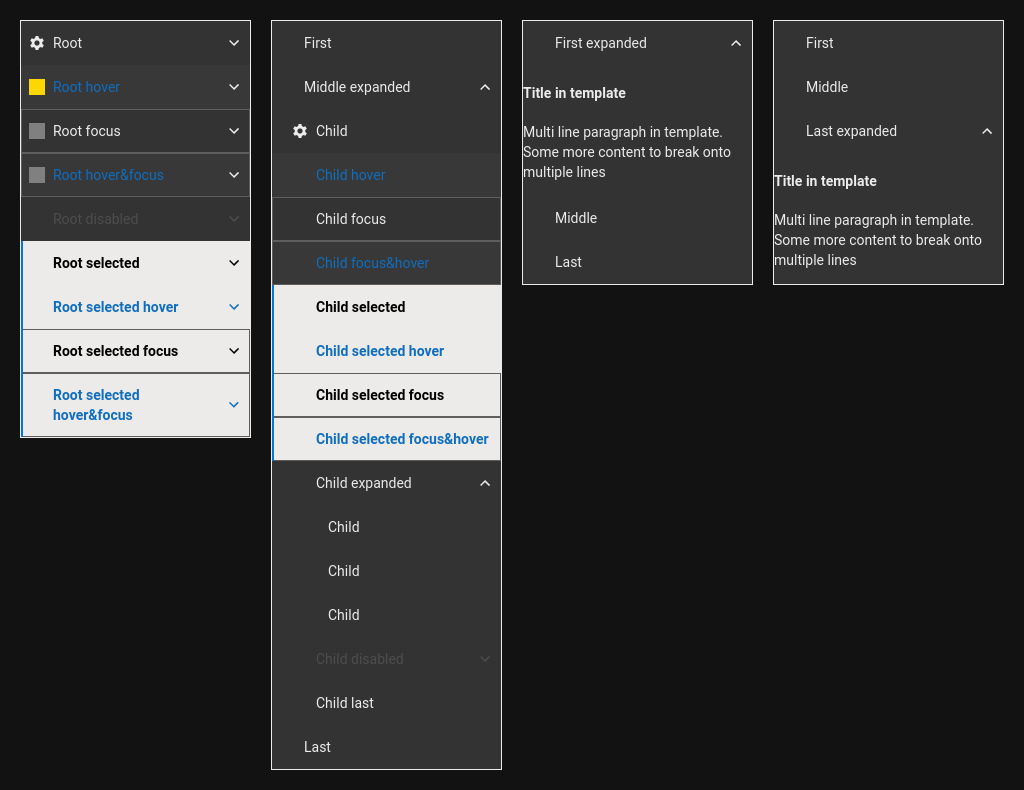 Root
Root hover
Root focus
Root hover&focus
Root disabled
Root selected
Root selected hover
Root selected focus
Root selected
hover&focus
First
Middle expanded
Child
Child hover
Child focus
Child focus&hover
Child selected
Child selected hover
Child selected focus
Child selected focus&hover
Child expanded
Child
Child
Child
Child disabled
Child last
Last
First expanded
Title in template
Multi line paragraph in template.
Some more content to break onto
multiple lines
Middle
Last
First
Middle
Last expanded
Title in template
Multi line paragraph in template.
Some more content to break onto
multiple lines